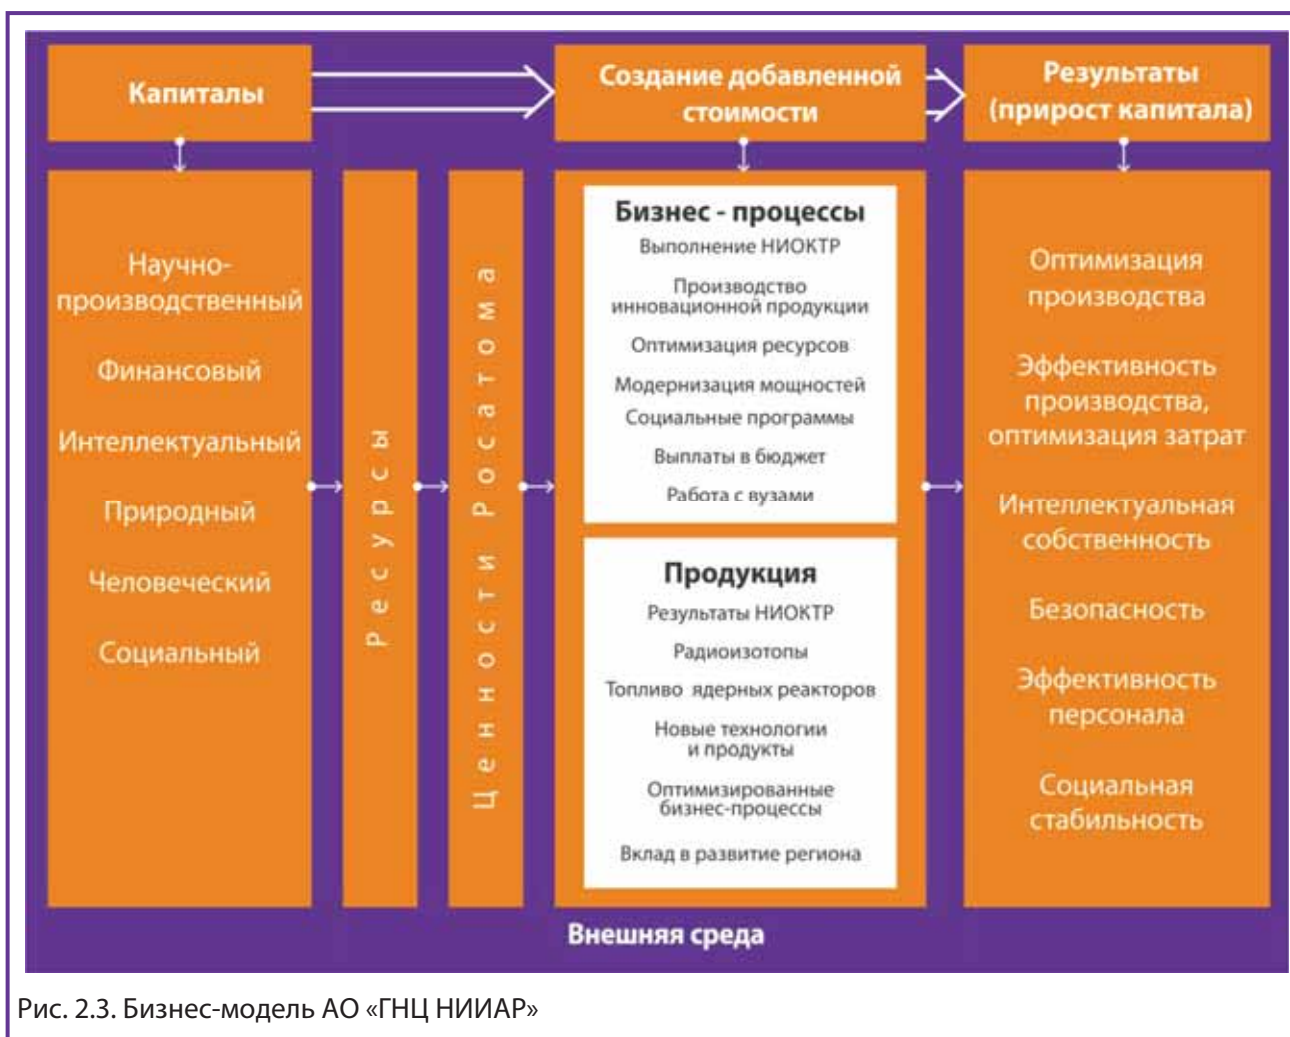 Капиталы
Создание добавленной
стоимости
Результаты
(прирост капитала)
Научно-
производственный
Финансовый
Интеллектуальный
Природный
Человеческий
Социальный
Ресурсы
Ценности Росатома
Бизнес - процессы
Выполнение НИОКТР
Производство
инновационной продукции
Оптимизация ресурсов
Модернизация мощностей
Социальные программы
Выплаты в бюджет
Работа с вузами
Продукция
Результаты НИОКТР
Радиоизотопы
Топливо ядерных реакторов
Новые технологии
и продукты
Оптимизированные
бизнес-процессы
Вклад в развитие региона
Оптимизация
производства
Эффективность
производства,
оптимизация затрат
Интеллектуальная
собственность
Безопасность
Эффективность
персонала
Социальная
стабильность
Внешняя среда
Рис. 2.3. Бизнес-модель АО «ГНЦ НИИАР»